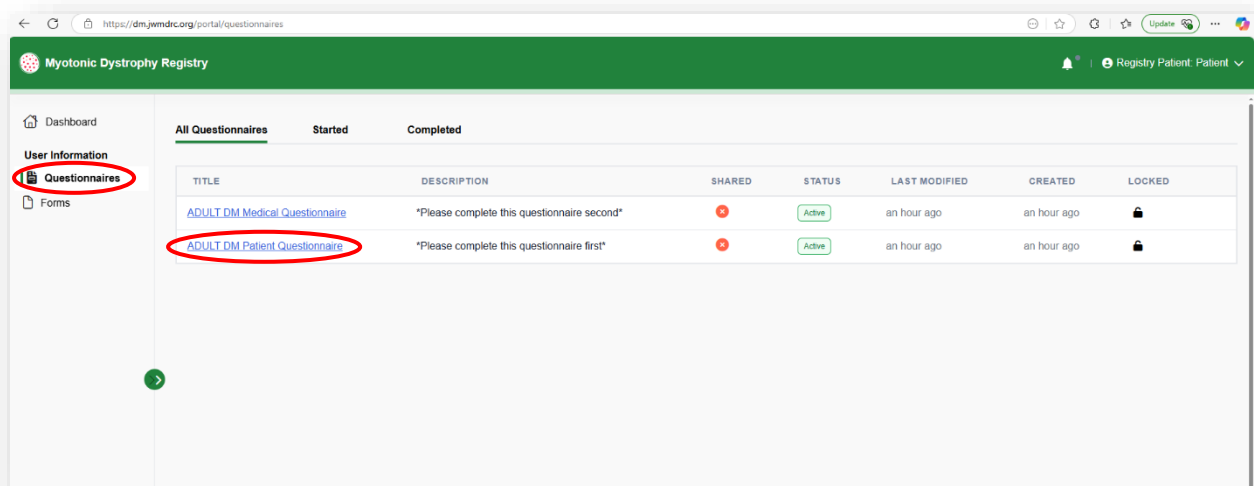 https://dm.jwmdrc.org/portal/questionnaires
Update
Myotonic Dystrophy Registry
Registry Patient: Patient
Dashboard
User Information
Questionnaires
Forms
All Questionnaires Started Completed
TITLE DESCRIPTION SHARED STATUS LAST MODIFIED CREATED LOCKED
ADULT DM Medical Questionnaire *Please complete this questionnaire second* Active an hour ago an hour ago
ADULT DM Patient Questionnaire *Please complete this questionnaire first* Active an hour ago an hour ago